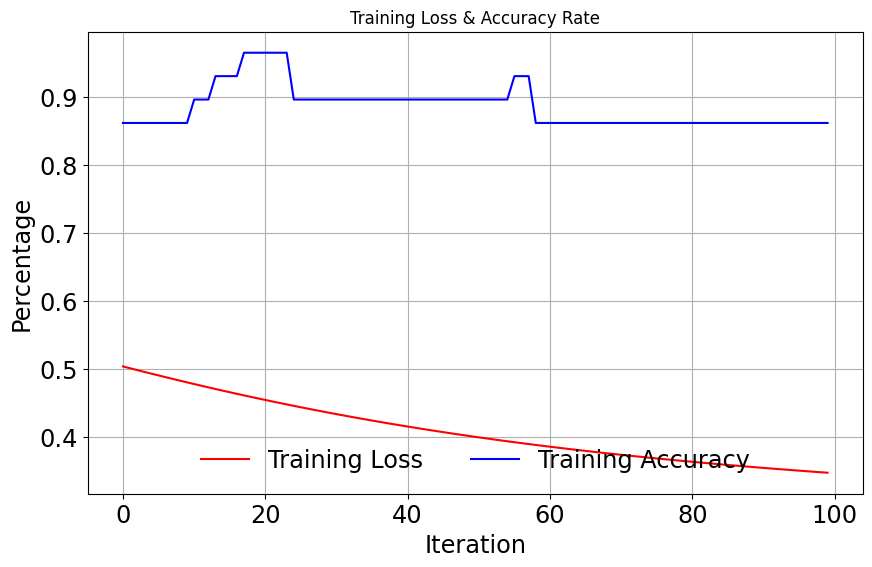 Training Loss & Accuracy Rate
Percentage
0.9
0.8
0.7
0.6
0.5
0.4
Training Loss
Training Accuracy
0 20 40 60 80 100
Iteration